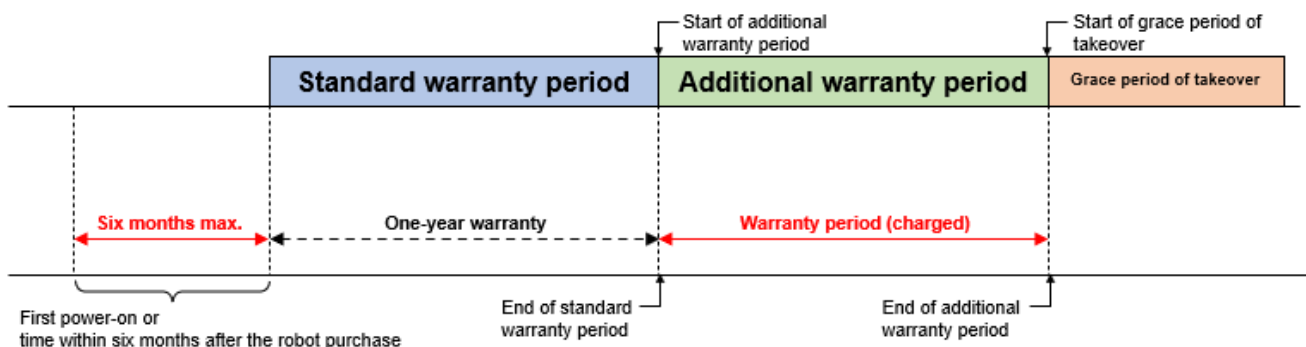 Start of additional
warranty period
Start of grace period of
takeover
Standard warranty period
Additional warranty period
Grace period of takeover
Six months max.
One-year warranty
Warranty period (charged)
First power-on or
time within six months after the robot purchase
End of standard
warranty period
End of additional
warranty period